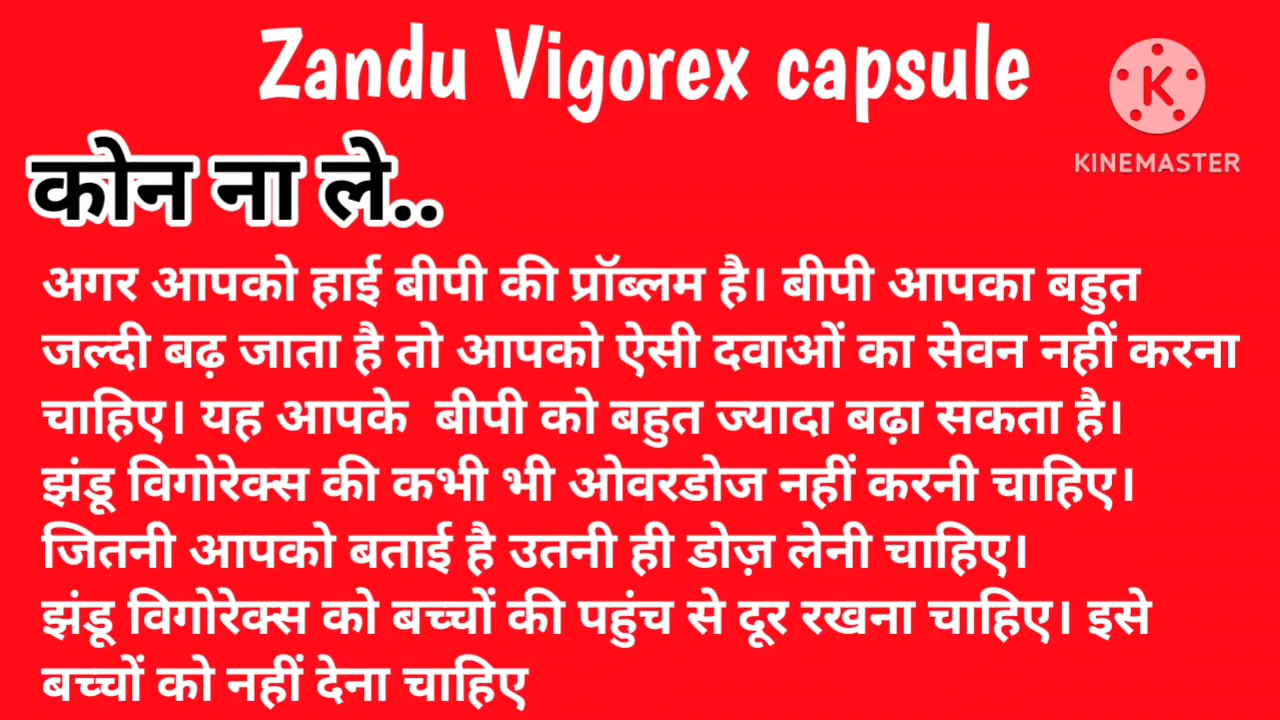 Zandu Vigorex capsule
KINEMASTER
कोन ना ले..
अगर आपको हाई बीपी की प्रॉब्लम है। बीपी आपका बहुत
जल्दी बढ़ जाता है तो आपको ऐसी दवाओं का सेवन नहीं करना
चाहिए। यह आपके बीपी को बहुत ज्यादा बढ़ा सकता है।
झंडू विगोरेक्स की कभी भी ओवरडोज नहीं करनी चाहिए।
जितनी आपको बताई है उतनी ही डोज़ लेनी चाहिए।
झंडू विगोरेक्स को बच्चों की पहुंच से दूर रखना चाहिए। इसे
बच्चों को नहीं देना चाहिए